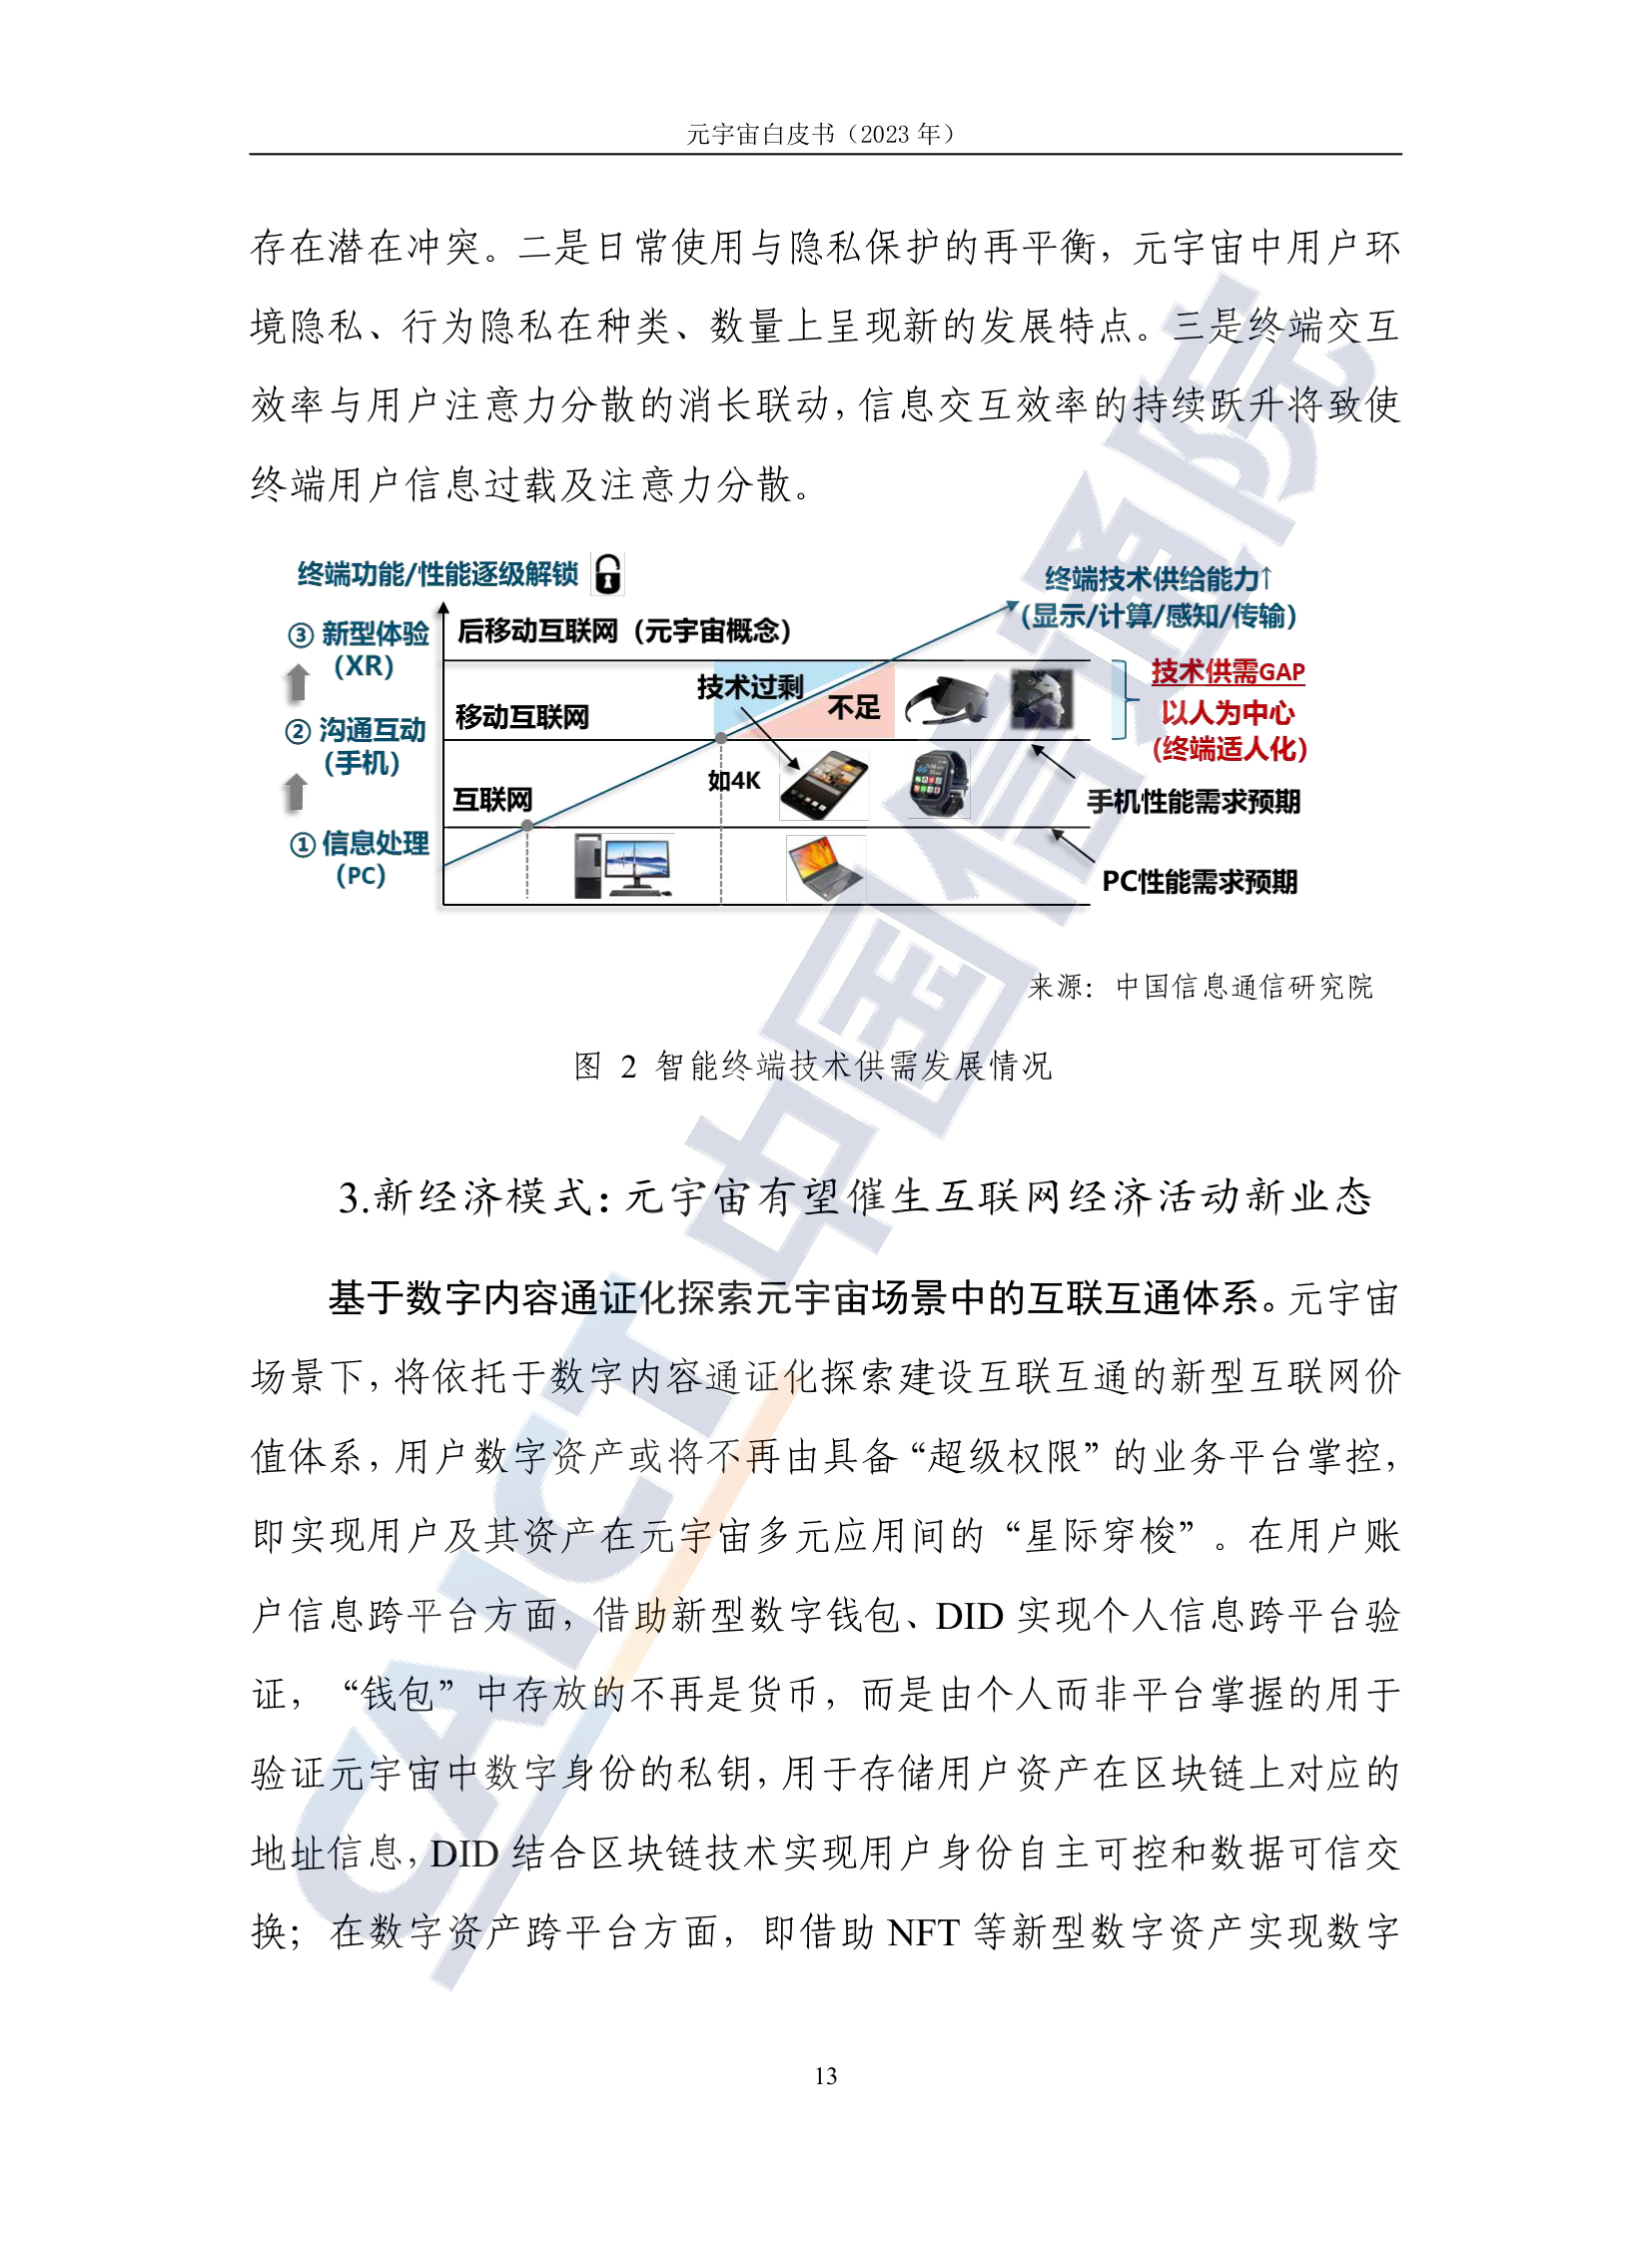 元宇宙白皮书（2023 年）
存在潜在冲突。二是日常使用与隐私保护的再平衡，元宇宙中用户环
境隐私、行为隐私在种类、数量上呈现新的发展特点。三是终端交互
效率与用户注意力分散的消长联动，信息交互效率的持续跃升将致使
终端用户信息过载及注意力分散。
终端功能/性能逐级解锁
终端技术供给能力↑
(显示/计算/感知/传输)
③ 新型体验
(XR)
后移动互联网（元宇宙概念）
技术过剩
不足
技术供需GAP
以人为中心
(终端适人化)
② 沟通互动
(手机)
移动互联网
如4K
手机性能需求预期
互联网
① 信息处理
(PC)
PC性能需求预期
来源：中国信息通信研究院
图 2 智能终端技术供需发展情况
3.新经济模式：元宇宙有望催生互联网经济活动新业态
基于数字内容通证化探索元宇宙场景中的互联互通体系。元宇宙
场景下，将依托于数字内容通证化探索建设互联互通的新型互联网价
值体系，用户数字资产或将不再由具备“超级权限”的业务平台掌控，
即实现用户及其资产在元宇宙多元应用间的“星际穿梭”。在用户账
户信息跨平台方面，借助新型数字钱包、DID 实现个人信息跨平台验
证，“钱包”中存放的不再是货币，而是由个人而非平台掌握的用于
验证元宇宙中数字身份的私钥，用于存储用户资产在区块链上对应的
地址信息，DID 结合区块链技术实现用户身份自主可控和数据可信交
换；在数字资产跨平台方面，即借助 NFT 等新型数字资产实现数字
13
CAICT 中国信通院